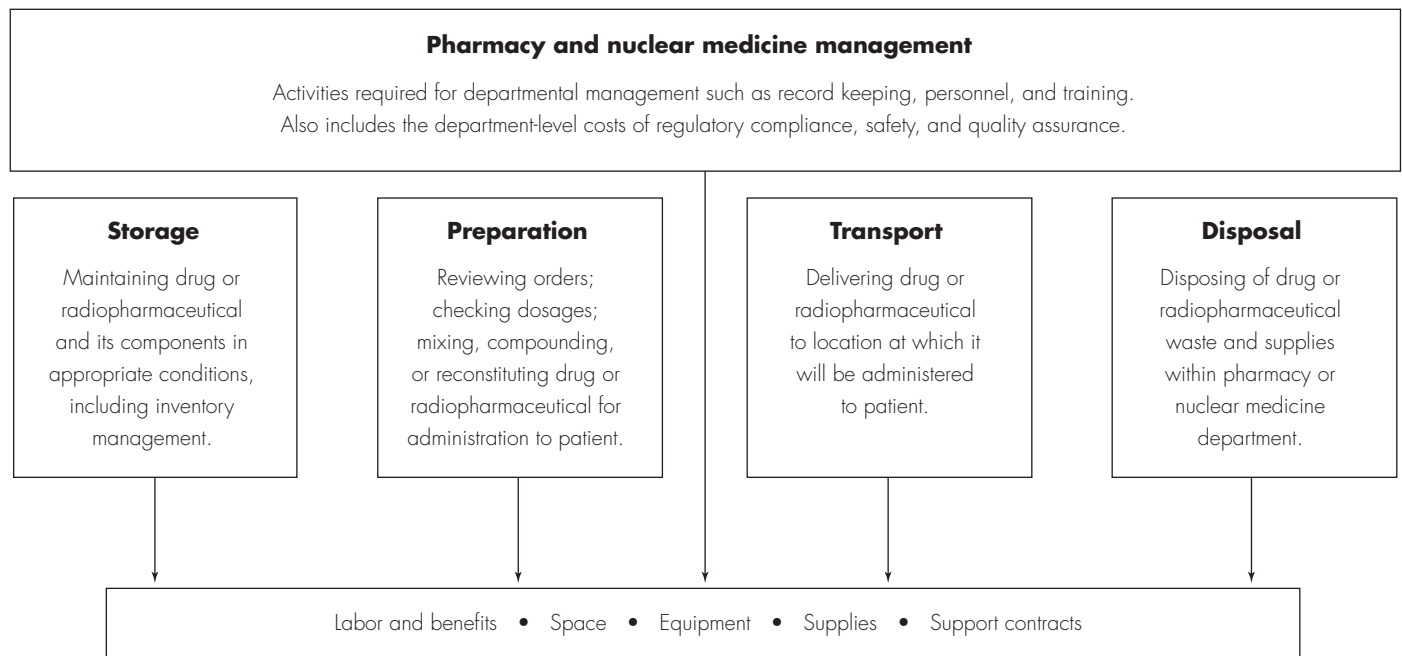 Pharmacy and nuclear medicine management
Activities required for departmental management such as record keeping, personnel, and training.
Also includes the department-level costs of regulatory compliance, safety, and quality assurance.
Storage
Maintaining drug or
radiopharmaceutical
and its components in
appropriate conditions,
including inventory
management.
Preparation
Reviewing orders;
checking dosages;
mixing, compounding,
or reconstituting drug or
radiopharmaceutical for
administration to patient.
Transport
Delivering drug or
radiopharmaceutical
to location at which it
will be administered
to patient.
Disposal
Disposing of drug or
radiopharmaceutical
waste and supplies
within pharmacy or
nuclear medicine
department.
Labor and benefits • Space • Equipment • Supplies • Support contracts